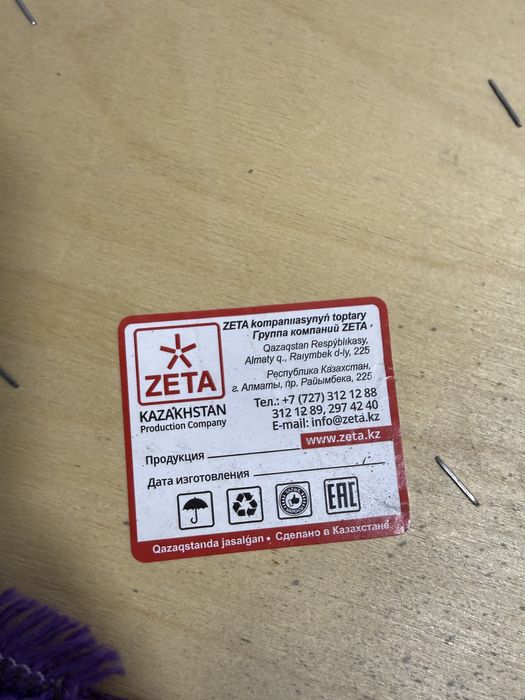 ZETA
KAZAKHSTAN
Production Company
ZETA kompanııasynyń toptary
Группа компаний ZETA
Qazaqstan Respýblıkasy,
Almaty q., Raıymbek d-ly, 225
Республика Казахстан,
г. Алматы, пр. Райымбека, 225
Тел.: +7 (727) 312 12 88
312 12 89, 297 42 40
E-mail: info@zeta.kz
www.zeta.kz
Продукция
Дата изготовления
EAC
Qazaqstanda jasalǵan • Сделано в Казахстане